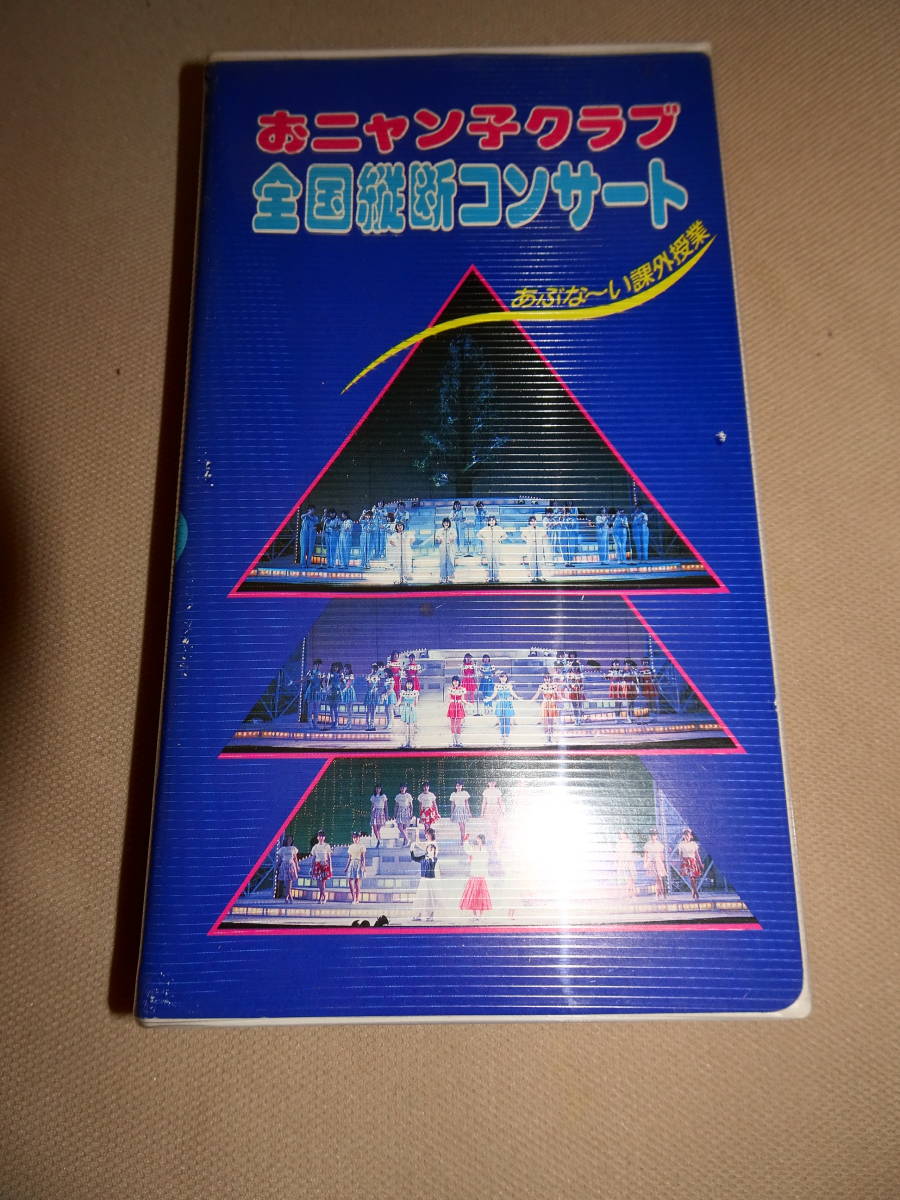 おニャン子クラブ
全国縦断コンサート
あぶな〜い課外授業